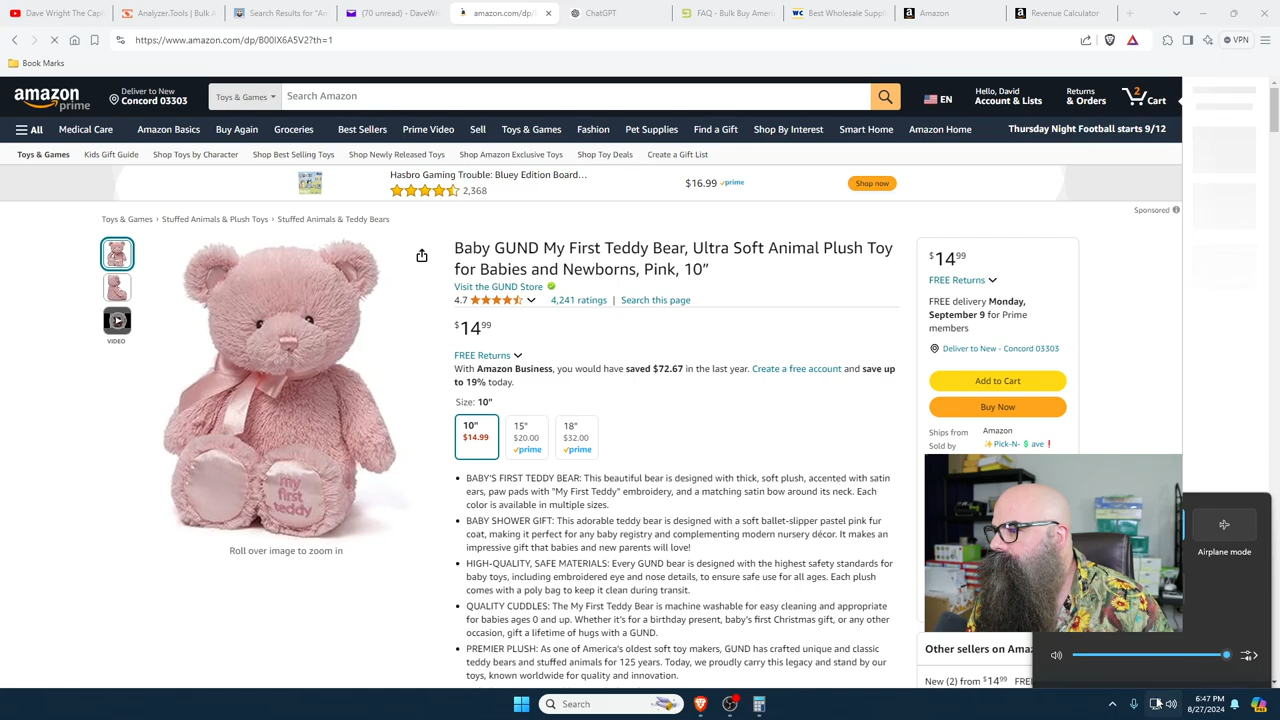 Dave Wright The Cap
Analyzer.Tools | Bulk A
Search Results for "An
(70 unread) - DaveWri
amazon.com/dp/
ChatGPT
FAQ - Bulk Buy Ameri
Best Wholesale Suppl
Amazon
Revenue Calculator
https://www.amazon.com/dp/B00IX6A5V2?th=1
VPN
Book Marks
amazon prime
Deliver to New
Concord 03303
Toys & Games
Search Amazon
EN
Hello, David
Account & Lists
Returns
& Orders
2
Cart
All
Medical Care
Amazon Basics
Buy Again
Groceries
Best Sellers
Prime Video
Sell
Toys & Games
Fashion
Pet Supplies
Find a Gift
Shop By Interest
Smart Home
Amazon Home
Thursday Night Football starts 9/12
Toys & Games
Kids Gift Guide
Shop Toys by Character
Shop Best Selling Toys
Shop Newly Released Toys
Shop Amazon Exclusive Toys
Shop Toy Deals
Create a Gift List
Hasbro Gaming Trouble: Bluey Edition Board...
2,368
$16.99 prime
Shop now
Sponsored
Toys & Games › Stuffed Animals & Plush Toys › Stuffed Animals & Teddy Bears
VIDEO
my
first
teddy
Roll over image to zoom in
Baby GUND My First Teddy Bear, Ultra Soft Animal Plush Toy
for Babies and Newborns, Pink, 10”
Visit the GUND Store
4.7
4,241 ratings | Search this page
$14.99
FREE Returns
With Amazon Business, you would have saved $72.67 in the last year. Create a free account and save
up to 19% today.
Size: 10"
10"
$14.99
15"
$20.00
prime
18"
$32.00
prime
• BABY'S FIRST TEDDY BEAR: This beautiful bear is designed with thick, soft plush, accented with satin
ears, paw pads with "My First Teddy" embroidery, and a matching satin bow around its neck. Each
color is available in multiple sizes.
• BABY SHOWER GIFT: This adorable teddy bear is designed with a soft ballet-slipper pastel pink fur
coat, making it perfect for any baby registry and complementing modern nursery décor. It makes an
impressive gift that babies and new parents will love!
• HIGH-QUALITY, SAFE MATERIALS: Every GUND bear is designed with the highest safety standards for
baby toys, including embroidered eye and nose details, to ensure safe use for all ages. Each plush
comes with a poly bag to keep it clean during transit.
• QUALITY CUDDLES: The My First Teddy Bear is machine washable for easy cleaning and appropriate
for babies ages 0 and up. Whether it's for a birthday present, baby's first Christmas gift, or any other
occasion, gift a lifetime of hugs with a GUND.
• PREMIER PLUSH: As one of America's oldest soft toy makers, GUND has crafted unique and classic
teddy bears and stuffed animals for 125 years. Today, we proudly carry this legacy and stand by our
toys, known worldwide for quality and innovation.
$14.99
FREE Returns
FREE delivery Monday,
September 9 for Prime
members
Deliver to New - Concord 03303
Add to Cart
Buy Now
Ships from Amazon
Sold by ✨Pick-N-💲ave❗
Airplane mode
Other sellers on Amaz
New (2) from $14.99 FREE
Search
6:47 PM
8/27/2024